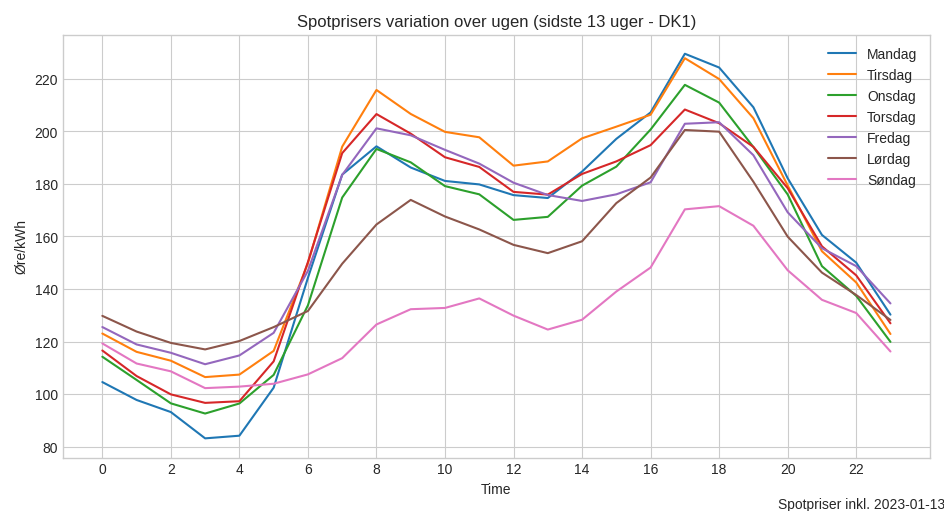 Spotprisers variation over ugen (sidste 13 uger - DK1)
Øre/kWh
220
200
180
160
140
120
100
80
Mandag
Tirsdag
Onsdag
Torsdag
Fredag
Lørdag
Søndag
0 2 4 6 8 10 12 14 16 18 20 22
Time
Spotpriser inkl. 2023-01-13